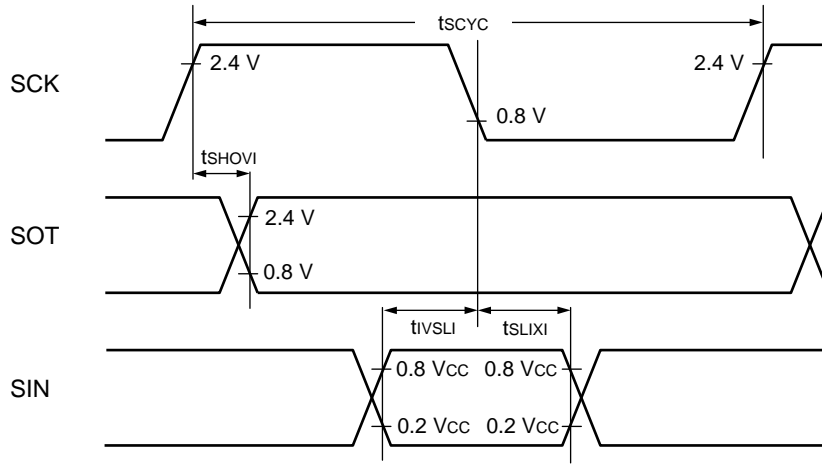 tSCYC
SCK
2.4 V
2.4 V
0.8 V
tSHOVI
SOT
2.4 V
0.8 V
tIVSLI
tSLIXI
SIN
0.8 VCC
0.8 VCC
0.2 VCC
0.2 VCC